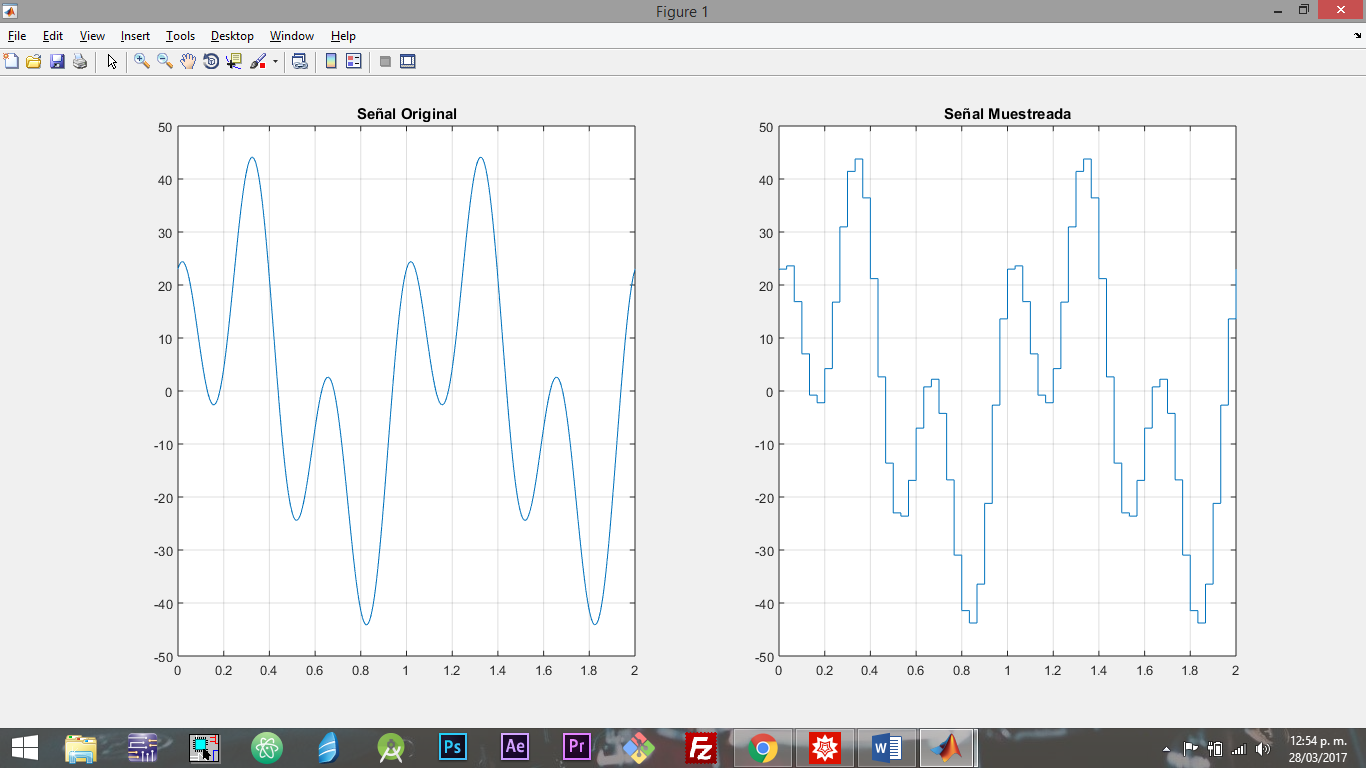 Figure 1
File Edit View Insert Tools Desktop Window Help
Señal Original
50
40
30
20
10
0
-10
-20
-30
-40
-50
0 0.2 0.4 0.6 0.8 1 1.2 1.4 1.6 1.8 2
Señal Muestreada
50
40
30
20
10
0
-10
-20
-30
-40
-50
0 0.2 0.4 0.6 0.8 1 1.2 1.4 1.6 1.8 2
Ps Ae Pr Fz W
12:54 p. m.
28/03/2017